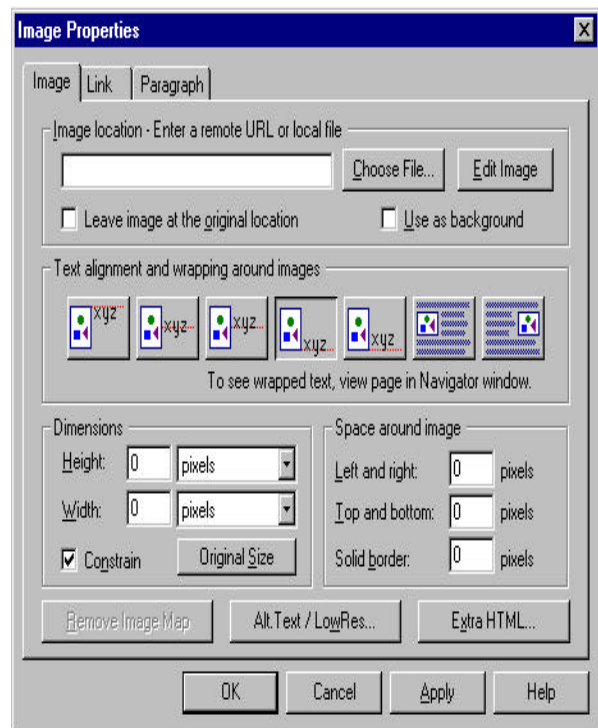 Image Properties
Image Link Paragraph
Image location - Enter a remote URL or local file
Choose File... Edit Image
Leave image at the original location Use as background
Text alignment and wrapping around images
xyz xyz xyz xyz xyz
To see wrapped text, view page in Navigator window.
Dimensions Space around image
Height: 0 pixels Left and right: 0 pixels
Width: 0 pixels Top and bottom: 0 pixels
Constrain Original Size Solid border: 0 pixels
Remove Image Map Alt.Text / LowRes... Extra HTML...
OK Cancel Apply Help